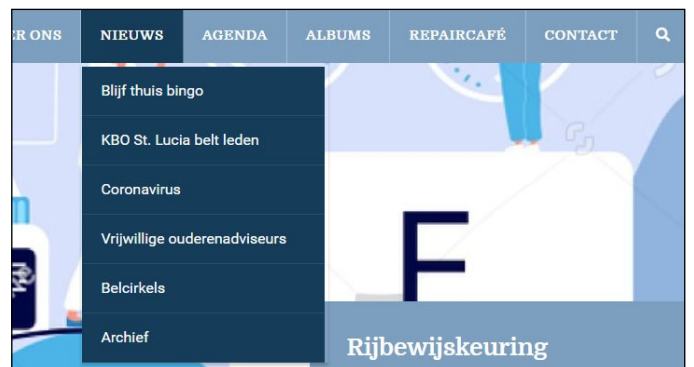 R ONS NIEUWS AGENDA ALBUMS REPAIRCAFÉ CONTACT
Blijf thuis bingo
KBO St. Lucia belt leden
Coronavirus
Vrijwillige ouderenadviseurs
Belcirkels
Archief
F
Rijbewijskeuring